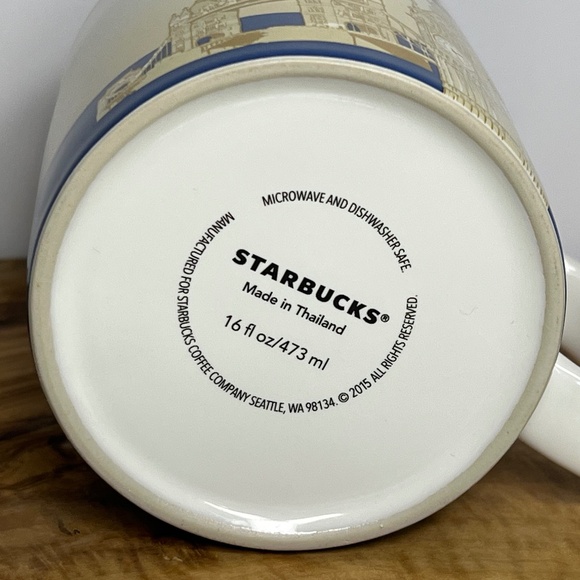 MICROWAVE AND DISHWASHER SAFE.
STARBUCKS®
Made in Thailand
16 fl oz/473 ml
MANUFACTURED FOR STARBUCKS COFFEE COMPANY SEATTLE, WA 98134. © 2015 ALL RIGHTS RESERVED.